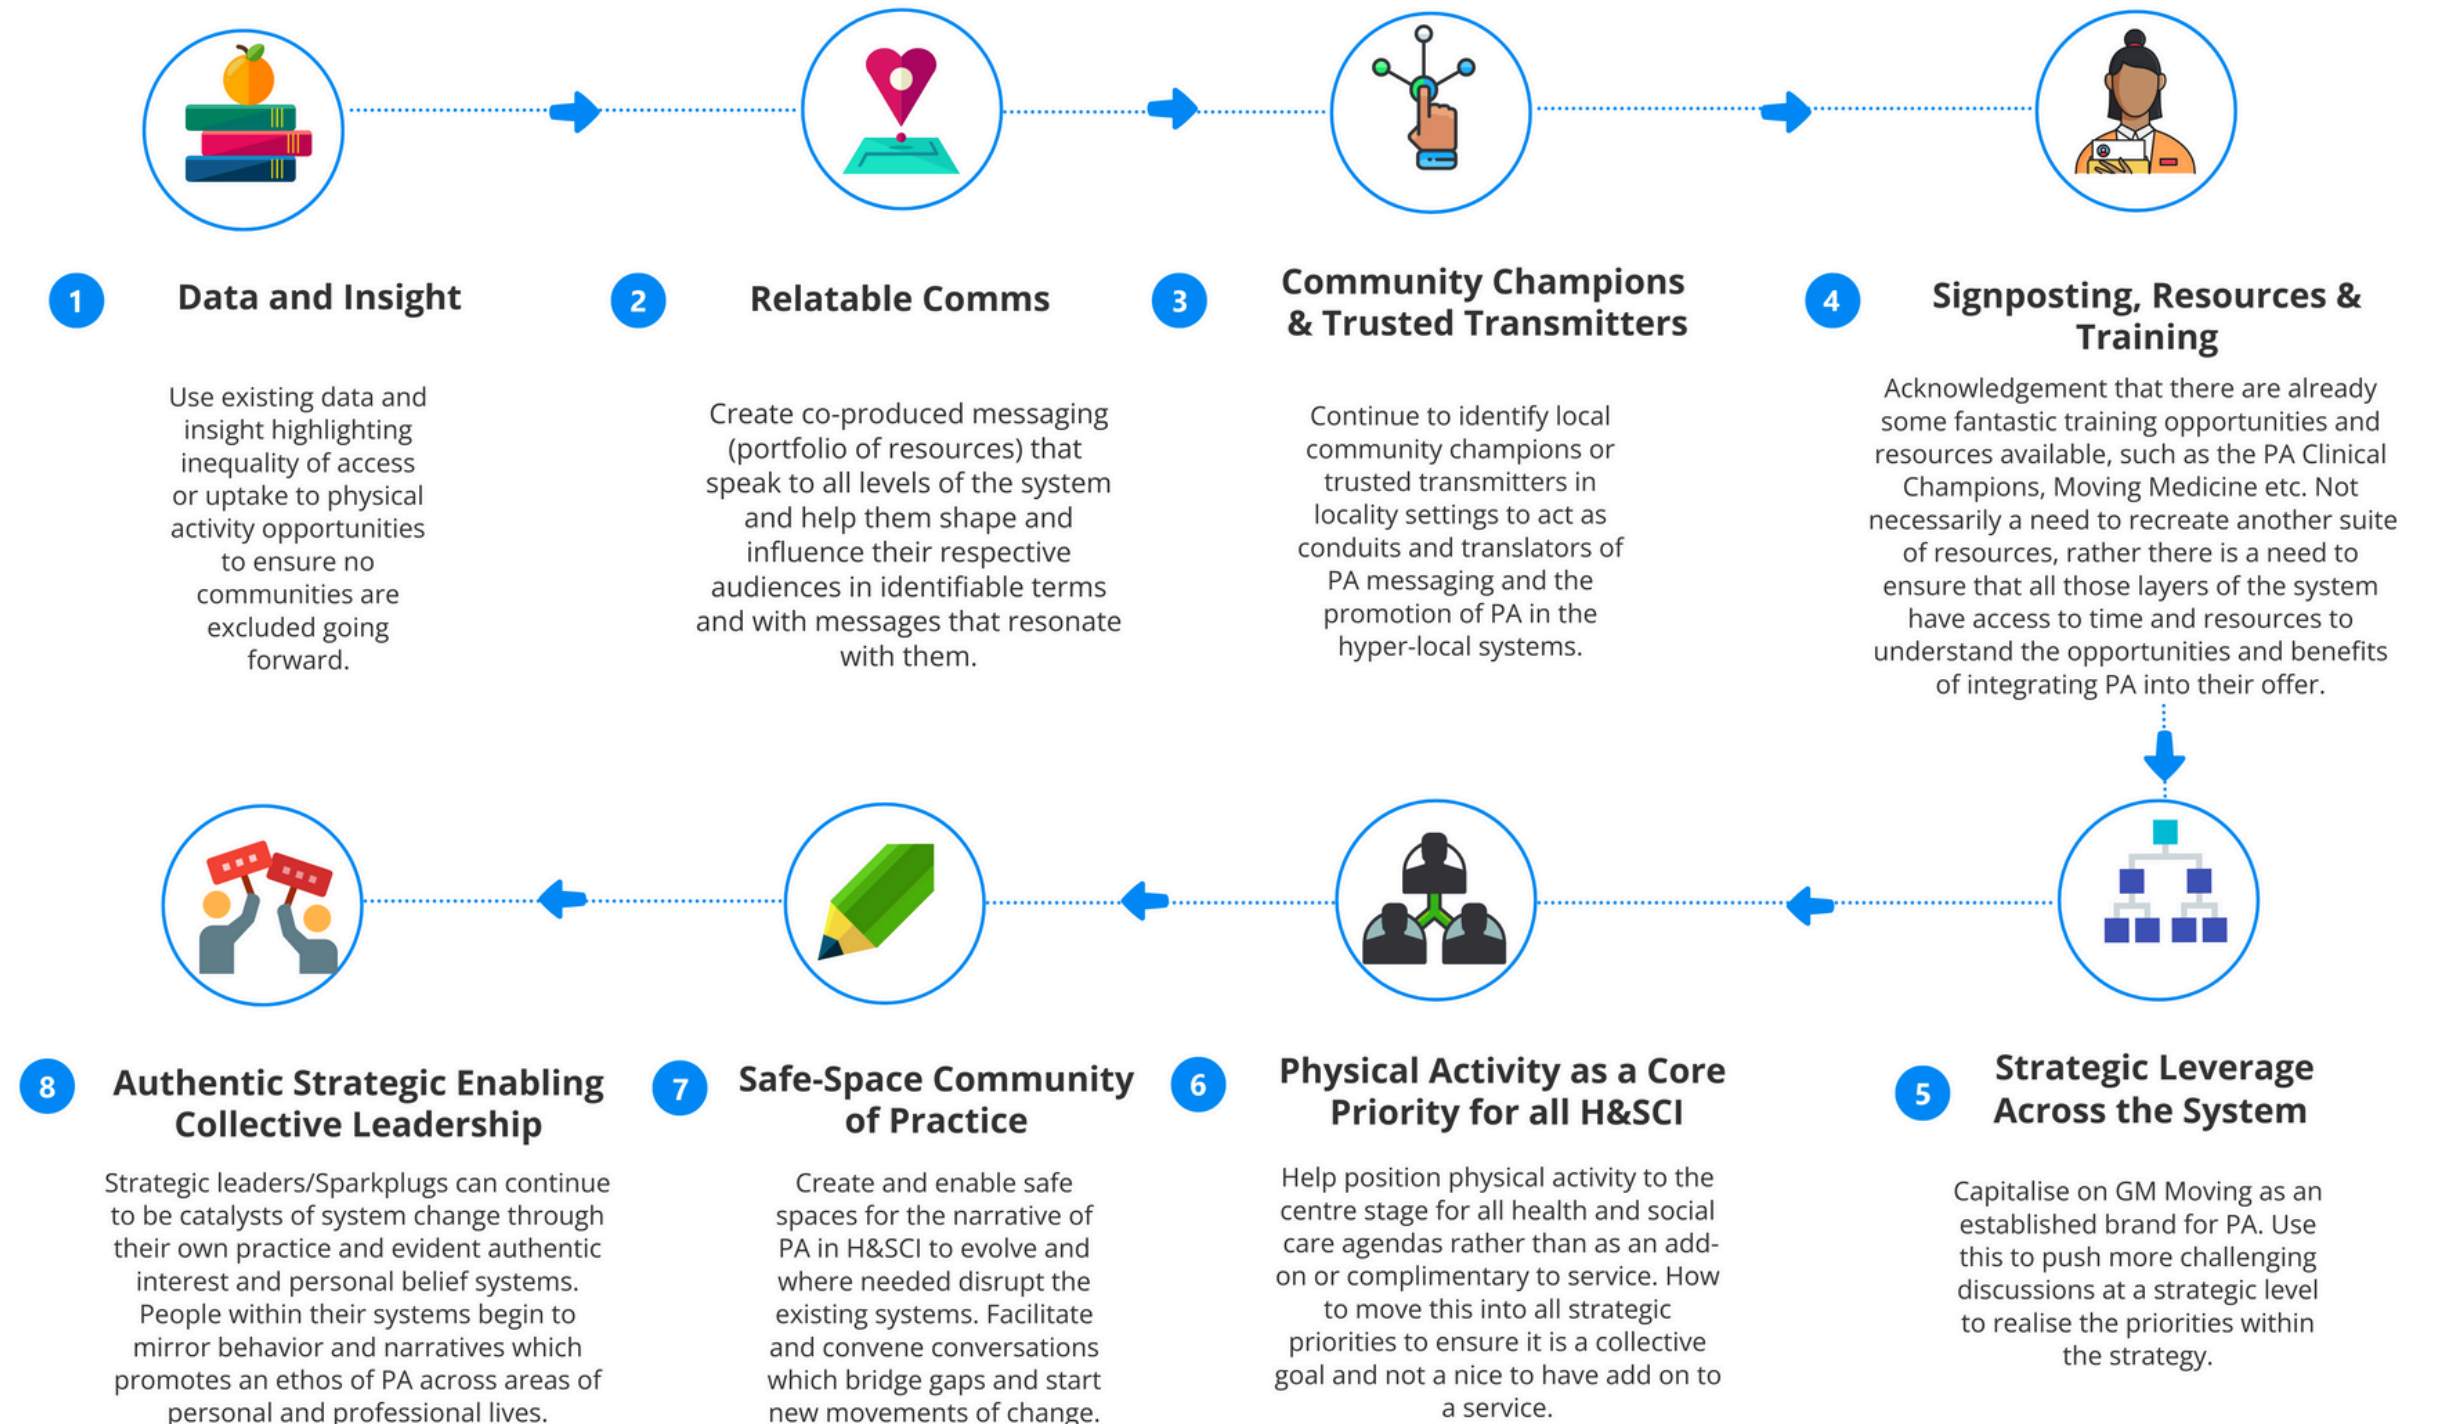 1
Data and Insight
Use existing data and
insight highlighting
inequality of access
or uptake to physical
activity opportunities
to ensure no
communities are
excluded going
forward.
2
Relatable Comms
Create co-produced messaging
(portfolio of resources) that
speak to all levels of the system
and help them shape and
influence their respective
audiences in identifiable terms
and with messages that resonate
with them.
3
Community Champions
& Trusted Transmitters
Continue to identify local
community champions or
trusted transmitters in
locality settings to act as
conduits and translators of
PA messaging and the
promotion of PA in the
hyper-local systems.
4
Signposting, Resources &
Training
Acknowledgement that there are already
some fantastic training opportunities and
resources available, such as the PA Clinical
Champions, Moving Medicine etc. Not
necessarily a need to recreate another suite
of resources, rather there is a need to
ensure that all those layers of the system
have access to time and resources to
understand the opportunities and benefits
of integrating PA into their offer.
5
Strategic Leverage
Across the System
Capitalise on GM Moving as an
established brand for PA. Use
this to push more challenging
discussions at a strategic level
to realise the priorities within
the strategy.
6
Physical Activity as a Core
Priority for all H&SCI
Help position physical activity to the
centre stage for all health and social
care agendas rather than as an add-
on or complimentary to service. How
to move this into all strategic
priorities to ensure it is a collective
goal and not a nice to have add on to
a service.
7
Safe-Space Community
of Practice
Create and enable safe
spaces for the narrative of
PA in H&SCI to evolve and
where needed disrupt the
existing systems. Facilitate
and convene conversations
which bridge gaps and start
new movements of change.
8
Authentic Strategic Enabling
Collective Leadership
Strategic leaders/Sparkplugs can continue
to be catalysts of system change through
their own practice and evident authentic
interest and personal belief systems.
People within their systems begin to
mirror behavior and narratives which
promotes an ethos of PA across areas of
personal and professional lives.